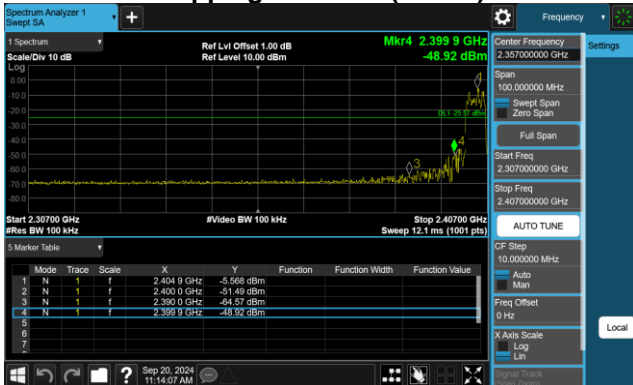 Spectrum Analyzer 1
Swept SA
Frequency
1 Spectrum
Scale/Div 10 dB
Ref Lvl Offset 1.00 dB
Ref Level 10.00 dBm
Mkr4 2.399 9 GHz
-48.92 dBm
Log
0.00
-10.0
-20.0
-30.0
-40.0
-50.0
-60.0
-70.0
-80.0
DL1 -25.57 dBm
4
3
Start 2.30700 GHz
#Res BW 100 kHz
#Video BW 100 kHz
Stop 2.40700 GHz
Sweep 12.1 ms (1001 pts)
5 Marker Table
Mode Trace Scale X Y Function Function Width Function Value
1 N 1 f 2.404 9 GHz -5.568 dBm
2 N 1 f 2.400 0 GHz -51.49 dBm
3 N 1 f 2.390 0 GHz -64.57 dBm
4 N 1 f 2.399 9 GHz -48.92 dBm
5
6
7
Sep 20, 2024
11:14:07 AM
Center Frequency
2.357000000 GHz
Span
100.000000 MHz
Swept Span
Zero Span
Full Span
Start Freq
2.307000000 GHz
Stop Freq
2.407000000 GHz
AUTO TUNE
CF Step
10.000000 MHz
Auto
Man
Freq Offset
0 Hz
X Axis Scale
Log
Lin
Signal Track
Settings
Local